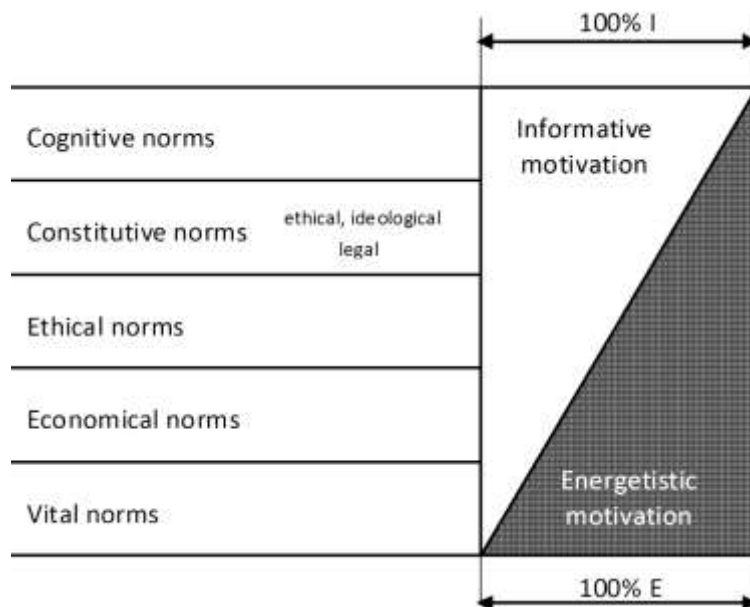 100% I
Cognitive norms
Informative
motivation
Constitutive norms
ethical, ideological
legal
Ethical norms
Economical norms
Vital norms
Energetistic
motivation
100% E